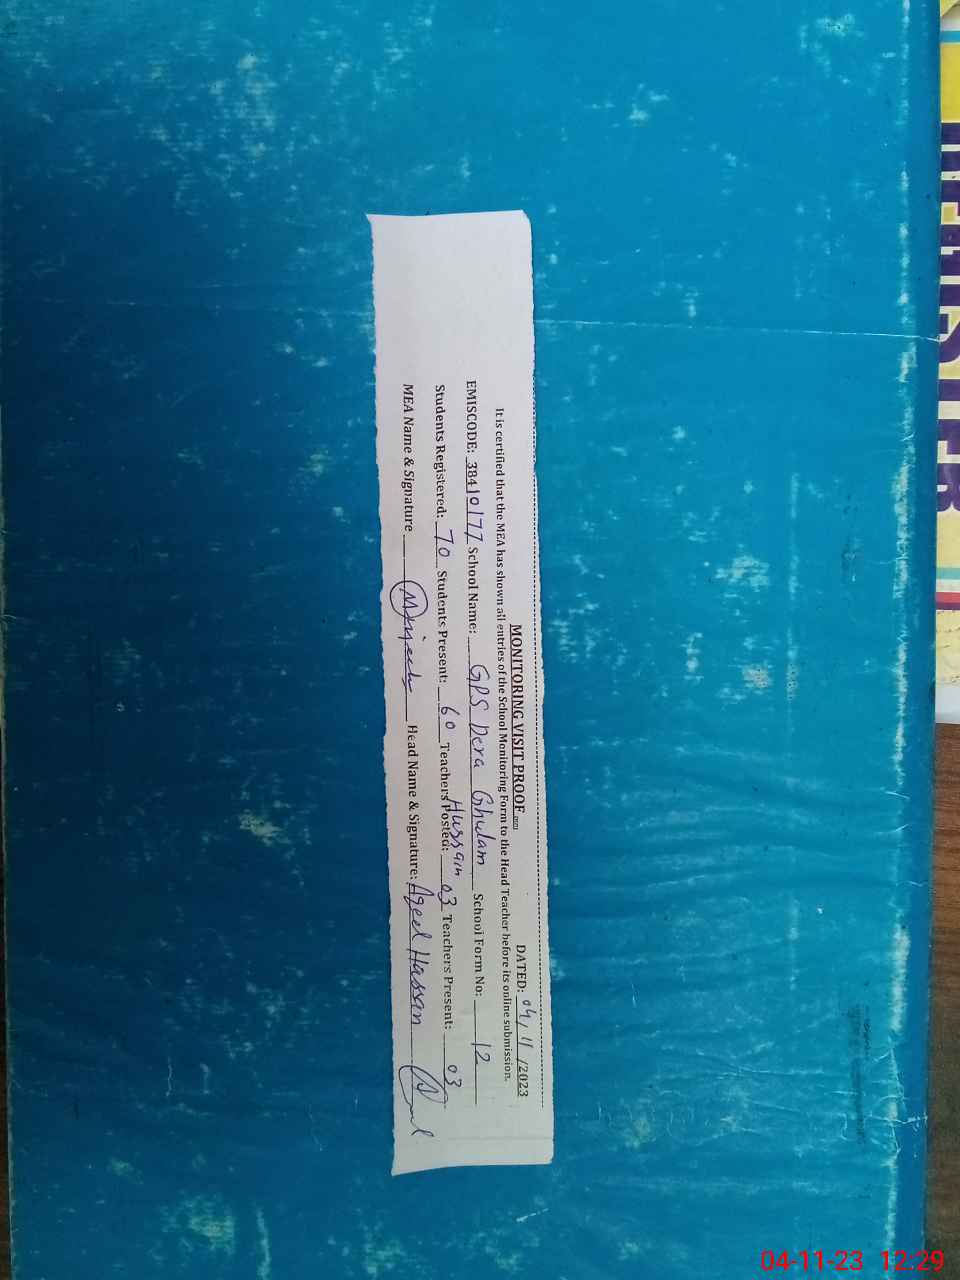 MONITORING VISIT PROOF DATED: 04/11/2023
It is certified that the MEA has shown all entries of the School Monitoring Form to the Head Teacher before its online submission.
EMISCODE: 38410177 School Name: GPS Dera Ghulam School Form No: 12
Hussain
Students Registered: 70 Students Present: 60 Teachers Posted: 03 Teachers Present: 03
MEA Name & Signature Head Name & Signature: Aqeel Hassan
04-11-23 12:29